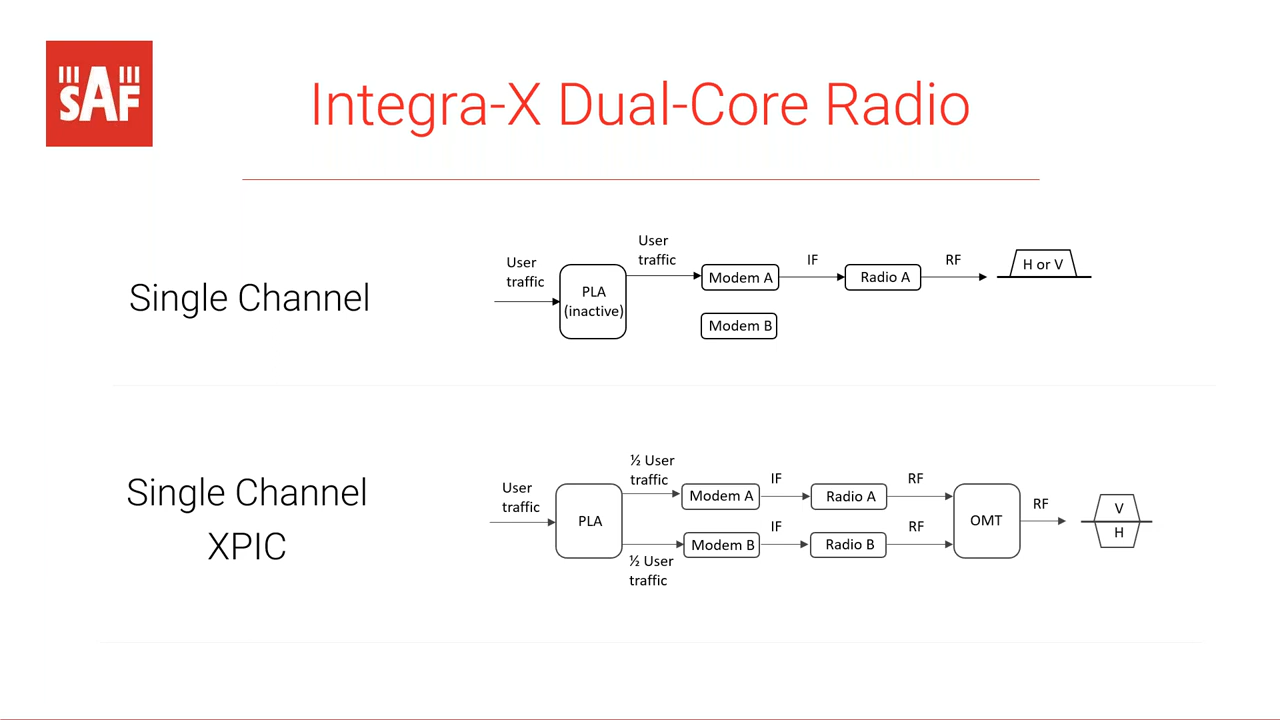 SAF
Integra-X Dual-Core Radio
Single Channel
User
traffic
PLA
(inactive)
User
traffic
Modem A
IF
Radio A
RF
H or V
Modem B
Single Channel
XPIC
User
traffic
PLA
½ User
traffic
Modem A
IF
Radio A
RF
½ User
traffic
Modem B
IF
Radio B
RF
OMT
RF
V
H